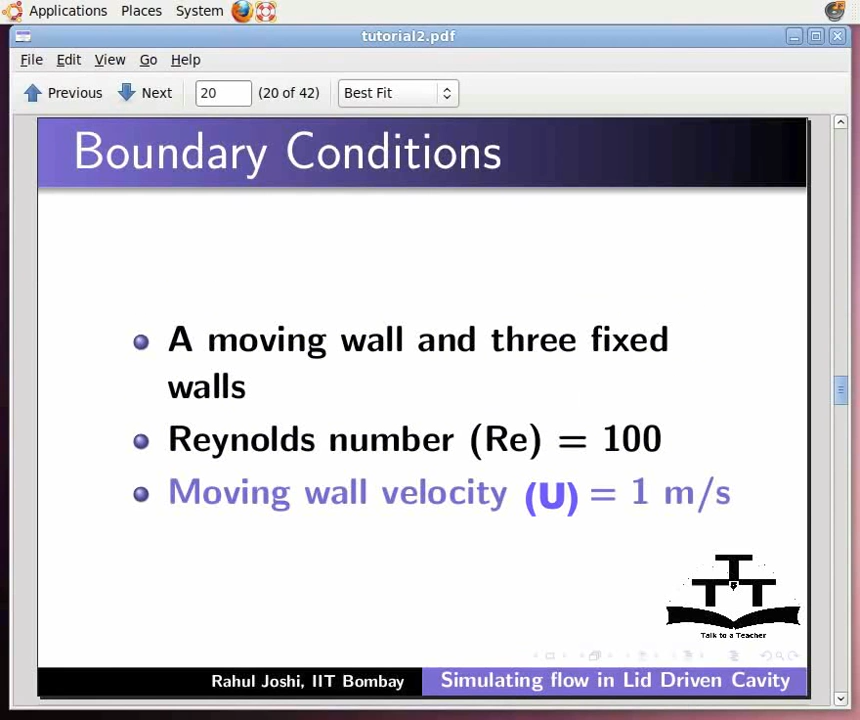 Applications Places System
tutorial2.pdf
File Edit View Go Help
Previous Next 20 (20 of 42) Best Fit
Boundary Conditions
A moving wall and three fixed
walls
Reynolds number (Re) = 100
Moving wall velocity (U) = 1 m/s
T
T T
Talk to a Teacher
Rahul Joshi, IIT Bombay Simulating flow in Lid Driven Cavity